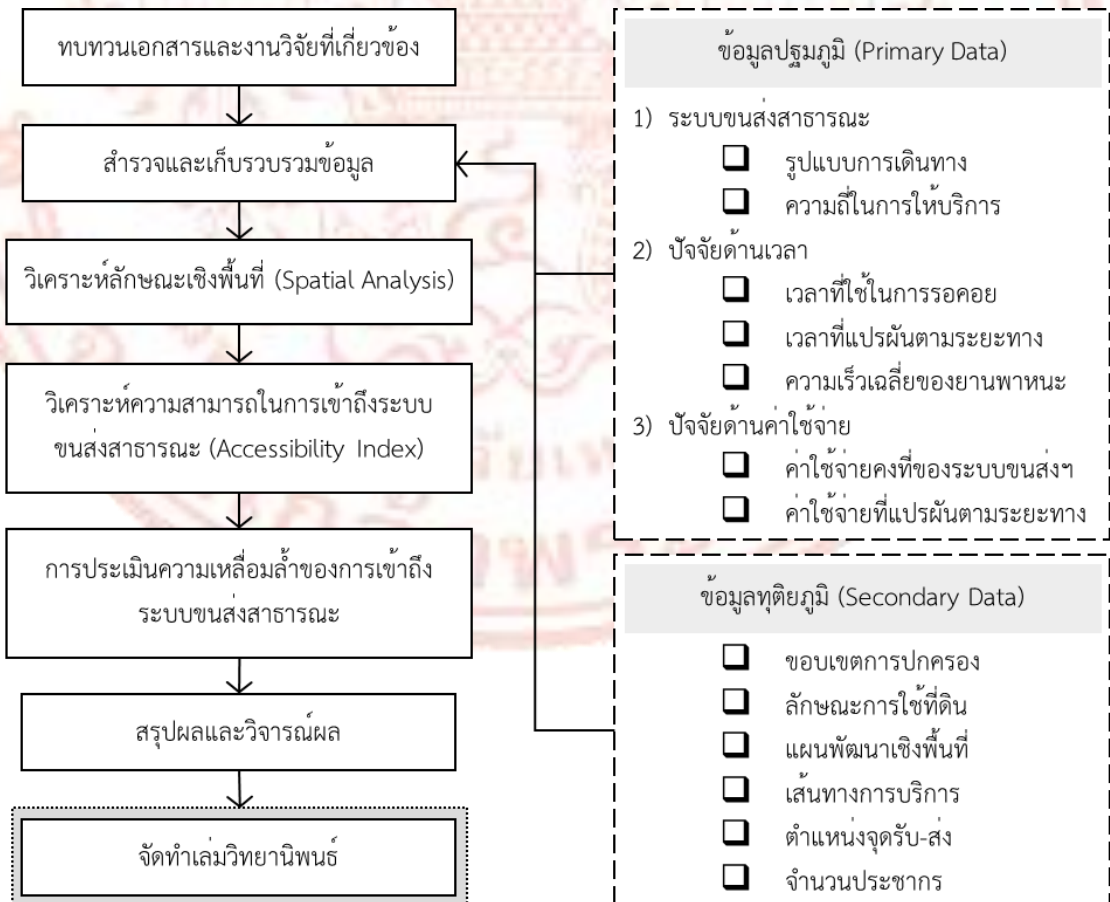 ทบทวนเอกสารและงานวิจัยที่เกี่ยวข้อง
สำรวจและเก็บรวบรวมข้อมูล
วิเคราะห์ลักษณะเชิงพื้นที่ (Spatial Analysis)
วิเคราะห์ความสามารถในการเข้าถึงระบบ
ขนส่งสาธารณะ (Accessibility Index)
การประเมินความเหลื่อมล้ำของการเข้าถึง
ระบบขนส่งสาธารณะ
สรุปผลและวิจารณ์ผล
จัดทำเล่มวิทยานิพนธ์
ข้อมูลปฐมภูมิ (Primary Data)
1) ระบบขนส่งสาธารณะ
❑ รูปแบบการเดินทาง
❑ ความถี่ในการให้บริการ
2) ปัจจัยด้านเวลา
❑ เวลาที่ใช้ในการรอคอย
❑ เวลาที่แปรผันตามระยะทาง
❑ ความเร็วเฉลี่ยของยานพาหนะ
3) ปัจจัยด้านค่าใช้จ่าย
❑ ค่าใช้จ่ายคงที่ของระบบขนส่งฯ
❑ ค่าใช้จ่ายที่แปรผันตามระยะทาง
ข้อมูลทุติยภูมิ (Secondary Data)
❑ ขอบเขตการปกครอง
❑ ลักษณะการใช้ที่ดิน
❑ แผนพัฒนาเชิงพื้นที่
❑ เส้นทางการบริการ
❑ ตำแหน่งจุดรับ-ส่ง
❑ จำนวนประชากร